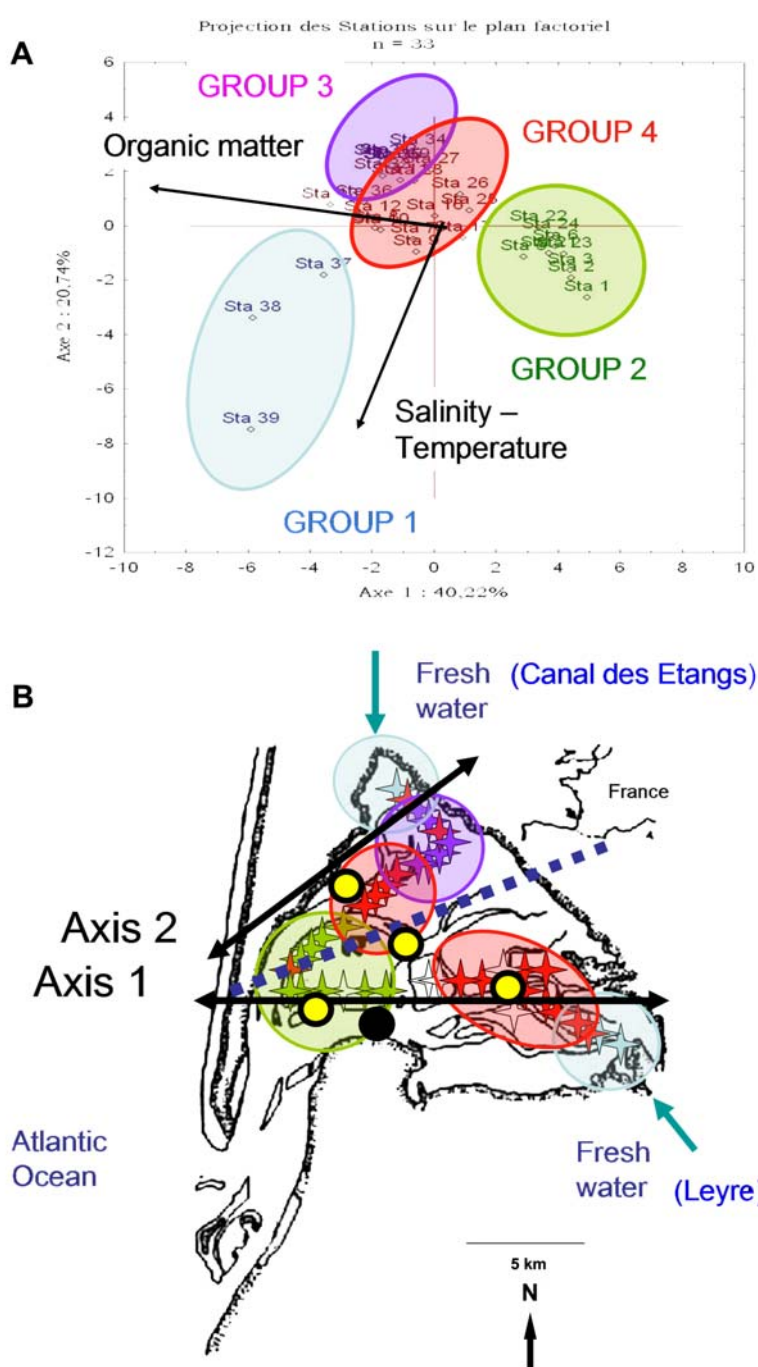 Projection des Stations sur le plan factoriel
n = 33
A
6
4
2
0
-2
-4
-6
-8
-10
-12
Axe 2 : 20,74%
GROUP 3
GROUP 4
Organic matter
Sta 34
Sta 36
Sta 26
Sta 12
Sta 16
Sta 9
Sta 22
Sta 24
Sta 6
Sta 3
Sta 2
Sta 1
Sta 37
Sta 38
Sta 39
GROUP 2
Salinity –
Temperature
GROUP 1
-10
-8
-6
-4
-2
0
2
4
6
8
10
Axe 1 : 40,22%
B
Fresh
water
(Canal des Etangs)
France
Axis 2
Axis 1
Atlantic
Ocean
Fresh
water
(Leyre)
5 km
N